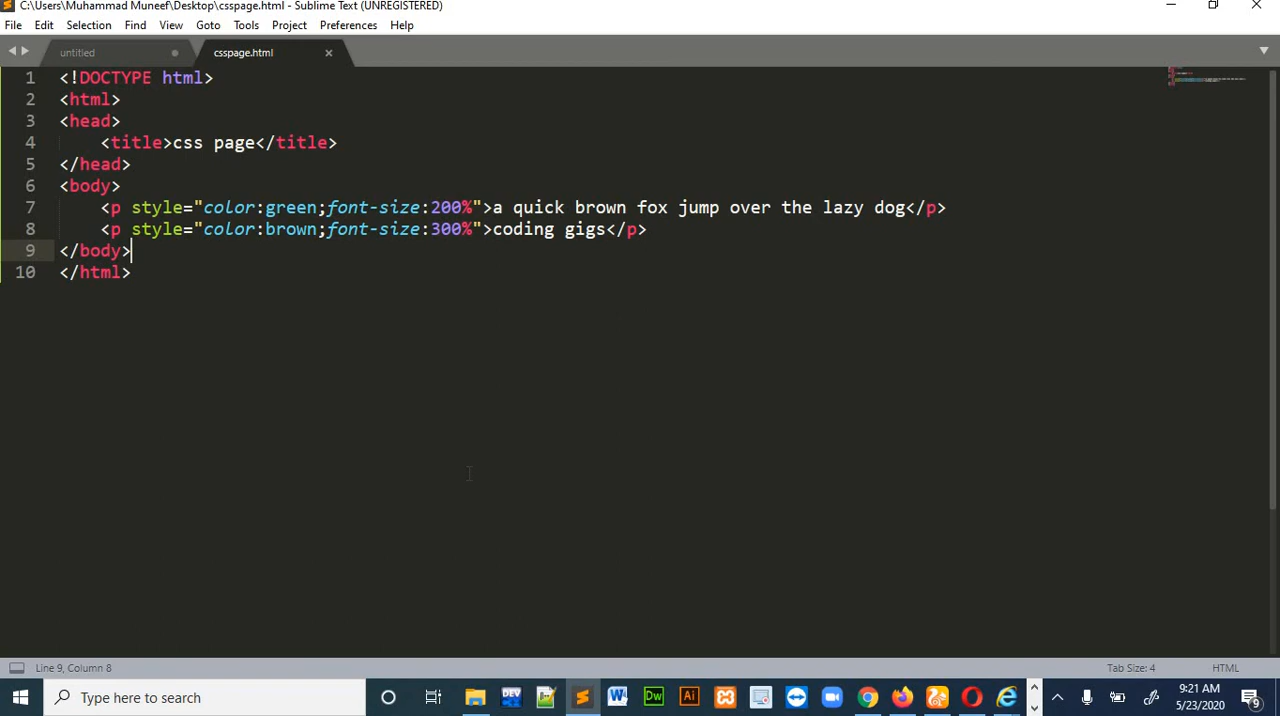 C:\Users\Muhammad Muneef\Desktop\csspage.html - Sublime Text (UNREGISTERED)
File Edit Selection Find View Goto Tools Project Preferences Help
untitled csspage.html
1 <!DOCTYPE html>
2 <html>
3 <head>
4 <title>css page</title>
5 </head>
6 <body>
7 <p style="color:green;font-size:200%">a quick brown fox jump over the lazy dog</p>
8 <p style="color:brown;font-size:300%">coding gigs</p>
9 </body>
10 </html>
Line 9, Column 8 Tab Size: 4 HTML
Type here to search DEV W Dw Ai 9:21 AM
5/23/2020 9